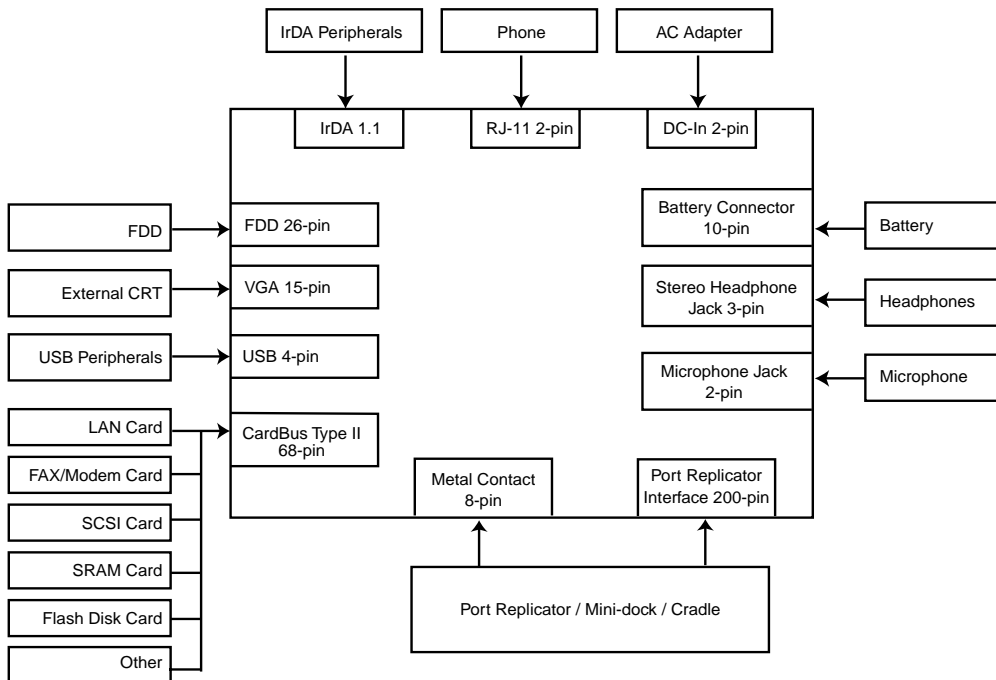 IrDA Peripherals
Phone
AC Adapter
IrDA 1.1
RJ-11 2-pin
DC-In 2-pin
FDD
FDD 26-pin
Battery Connector
10-pin
Battery
External CRT
VGA 15-pin
Stereo Headphone
Jack 3-pin
Headphones
USB Peripherals
USB 4-pin
Microphone Jack
2-pin
Microphone
LAN Card
CardBus Type II
68-pin
FAX/Modem Card
SCSI Card
SRAM Card
Flash Disk Card
Other
Metal Contact
8-pin
Port Replicator
Interface 200-pin
Port Replicator / Mini-dock / Cradle